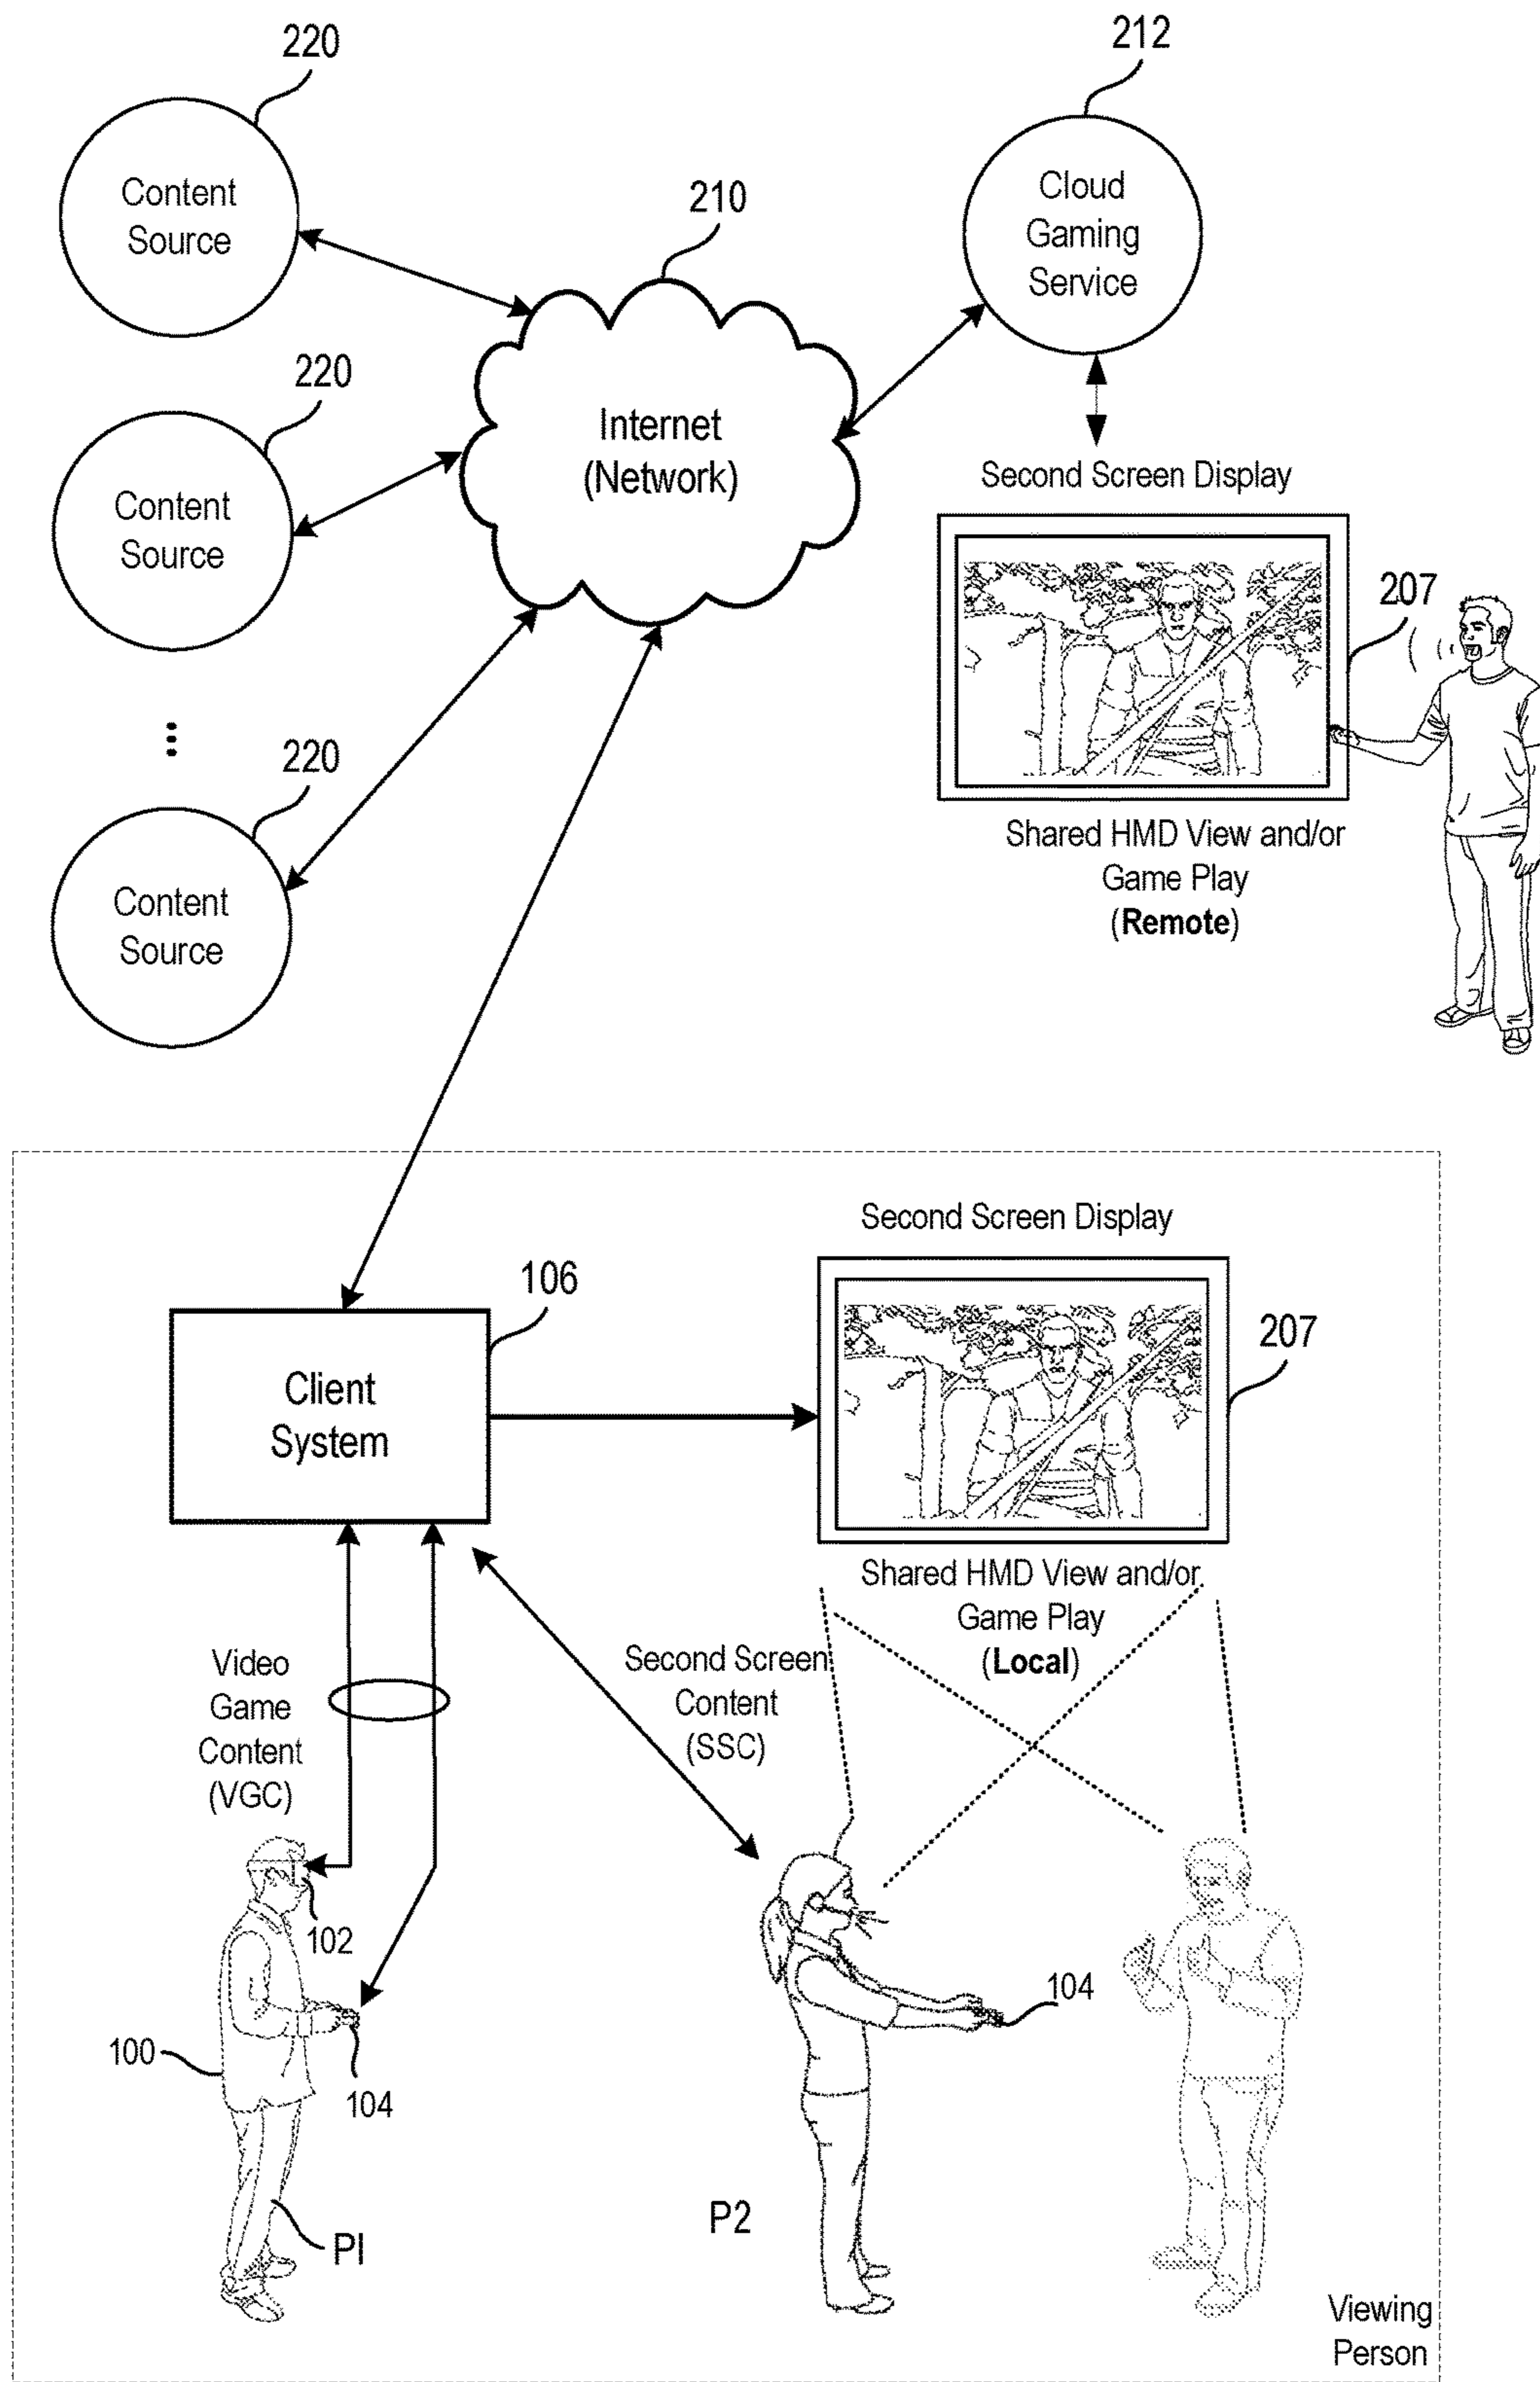 220
212
Content
Source
210
Cloud
Gaming
Service
220
Content
Source
Internet
(Network)
Second Screen Display
207
220
Content
Source
Shared HMD View and/or
Game Play
(Remote)
Second Screen Display
106
207
Client
System
Shared HMD View and/or
Game Play
(Local)
Video
Game
Content
(VGC)
Second Screen
Content
(SSC)
102
104
100
104
P2
PI
Viewing
Person